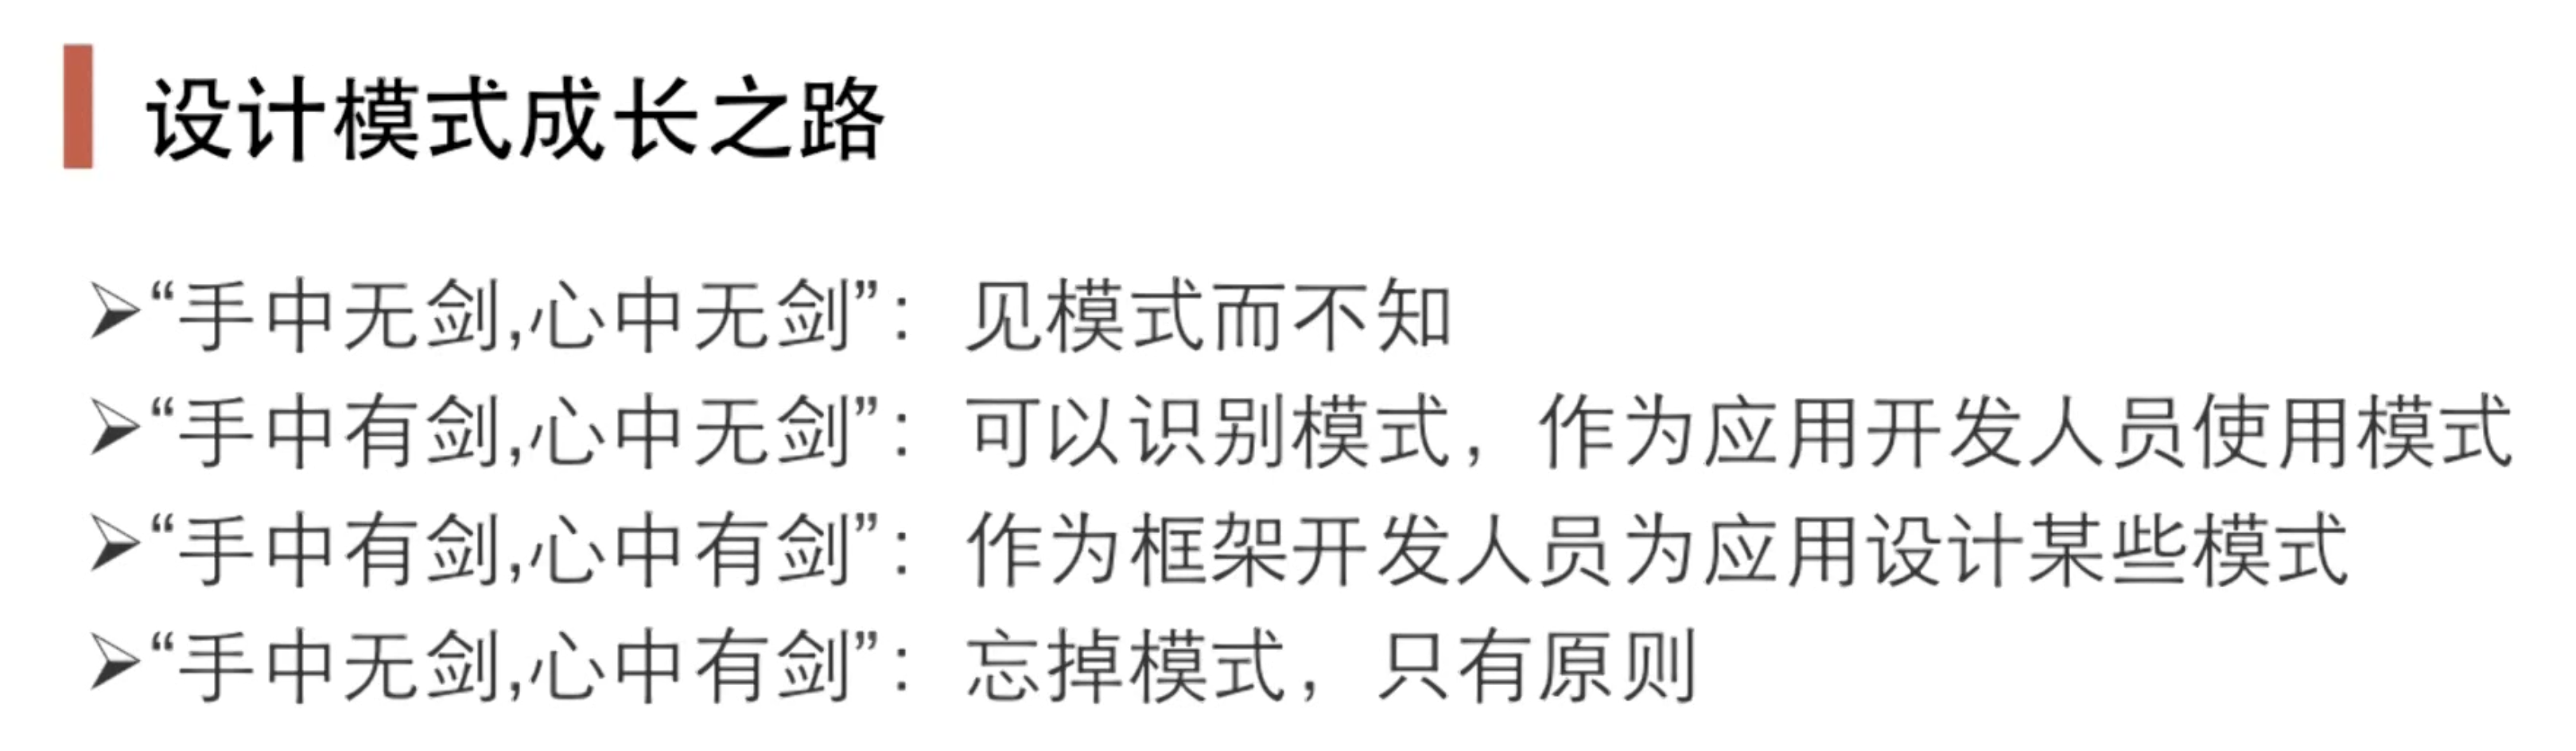 设计模式成长之路
➢“手中无剑,心中无剑”：见模式而不知
➢“手中有剑,心中无剑”：可以识别模式，作为应用开发人员使用模式
➢“手中有剑,心中有剑”：作为框架开发人员为应用设计某些模式
➢“手中无剑,心中有剑”：忘掉模式，只有原则